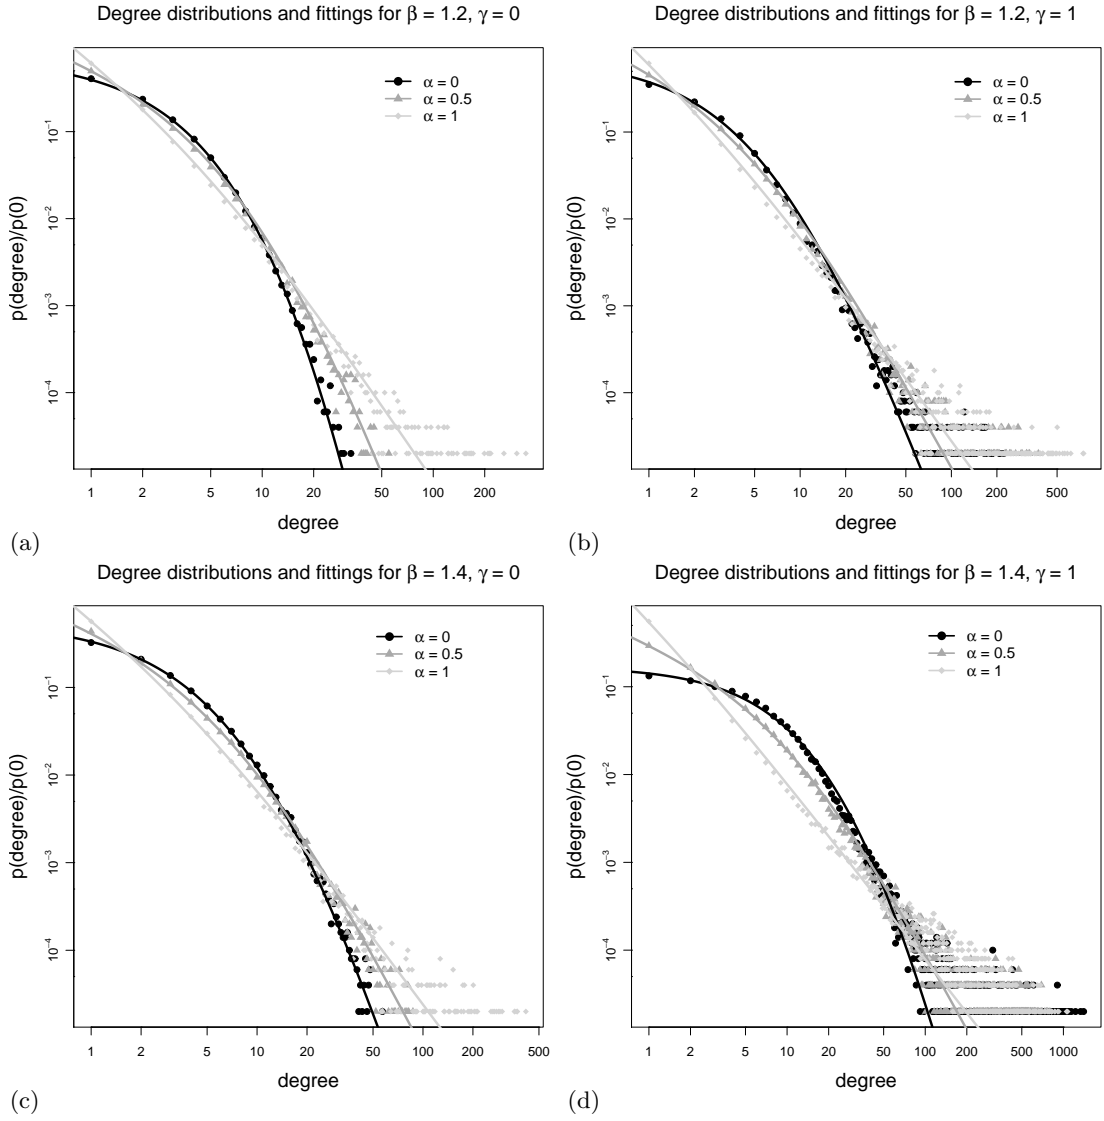 Degree distributions and fittings for β = 1.2, γ = 0
α = 0
α = 0.5
α = 1
p(degree)/p(0)
10⁻¹
10⁻²
10⁻³
10⁻⁴
1 2 5 10 20 50 100 200
degree
(a)
Degree distributions and fittings for β = 1.2, γ = 1
α = 0
α = 0.5
α = 1
p(degree)/p(0)
10⁻¹
10⁻²
10⁻³
10⁻⁴
1 2 5 10 20 50 100 200 500
degree
(b)
Degree distributions and fittings for β = 1.4, γ = 0
α = 0
α = 0.5
α = 1
p(degree)/p(0)
10⁻¹
10⁻²
10⁻³
10⁻⁴
1 2 5 10 20 50 100 200 500
degree
(c)
Degree distributions and fittings for β = 1.4, γ = 1
α = 0
α = 0.5
α = 1
p(degree)/p(0)
10⁻¹
10⁻²
10⁻³
10⁻⁴
1 2 5 10 20 50 100 200 500 1000
degree
(d)